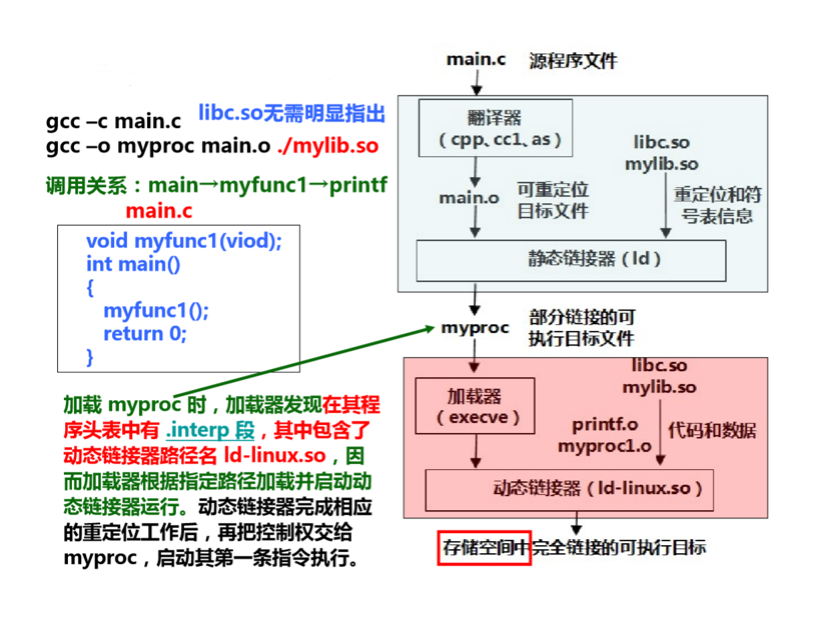 gcc –c main.c
libc.so无需明显指出
gcc –o myproc main.o ./mylib.so
调用关系：main→myfunc1→printf
main.c
void myfunc1(viod);
int main()
{
myfunc1();
return 0;
}
加载 myproc 时，加载器发现在其程
序头表中有 .interp 段，其中包含了
动态链接器路径名 ld-linux.so，因
而加载器根据指定路径加载并启动动
态链接器运行。动态链接器完成相应
的重定位工作后，再把控制权交给
myproc，启动其第一条指令执行。
main.c 源程序文件
翻译器
（cpp、cc1、as）
libc.so
mylib.so
main.o
可重定位
目标文件
重定位和符
号表信息
静态链接器（ld）
myproc
部分链接的可
执行目标文件
libc.so
mylib.so
加载器
（execve）
printf.o
myproc1.o
代码和数据
动态链接器（ld-linux.so）
存储空间中完全链接的可执行目标